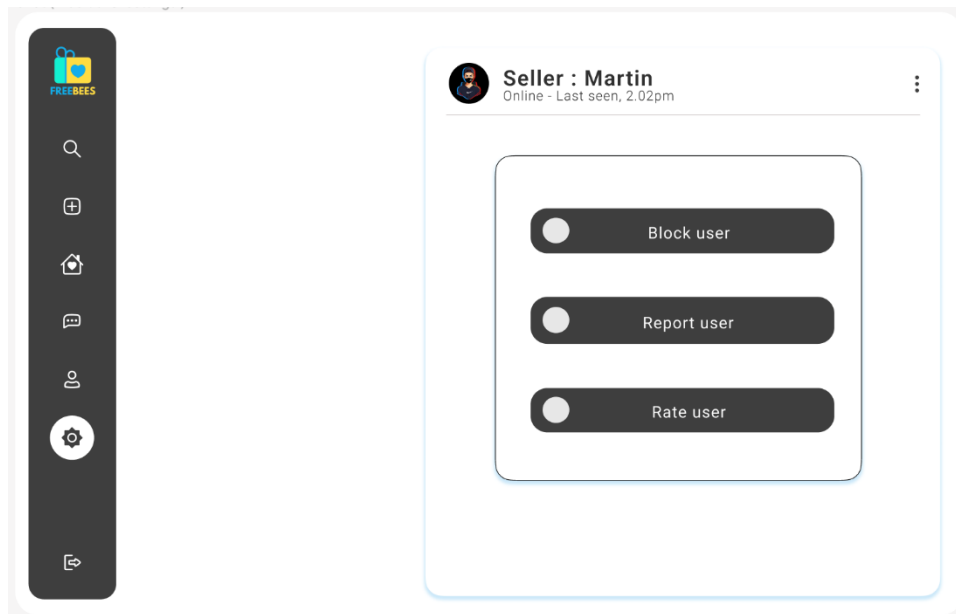 FREEBEES
Seller : Martin
Online - Last seen, 2.02pm
Block user
Report user
Rate user